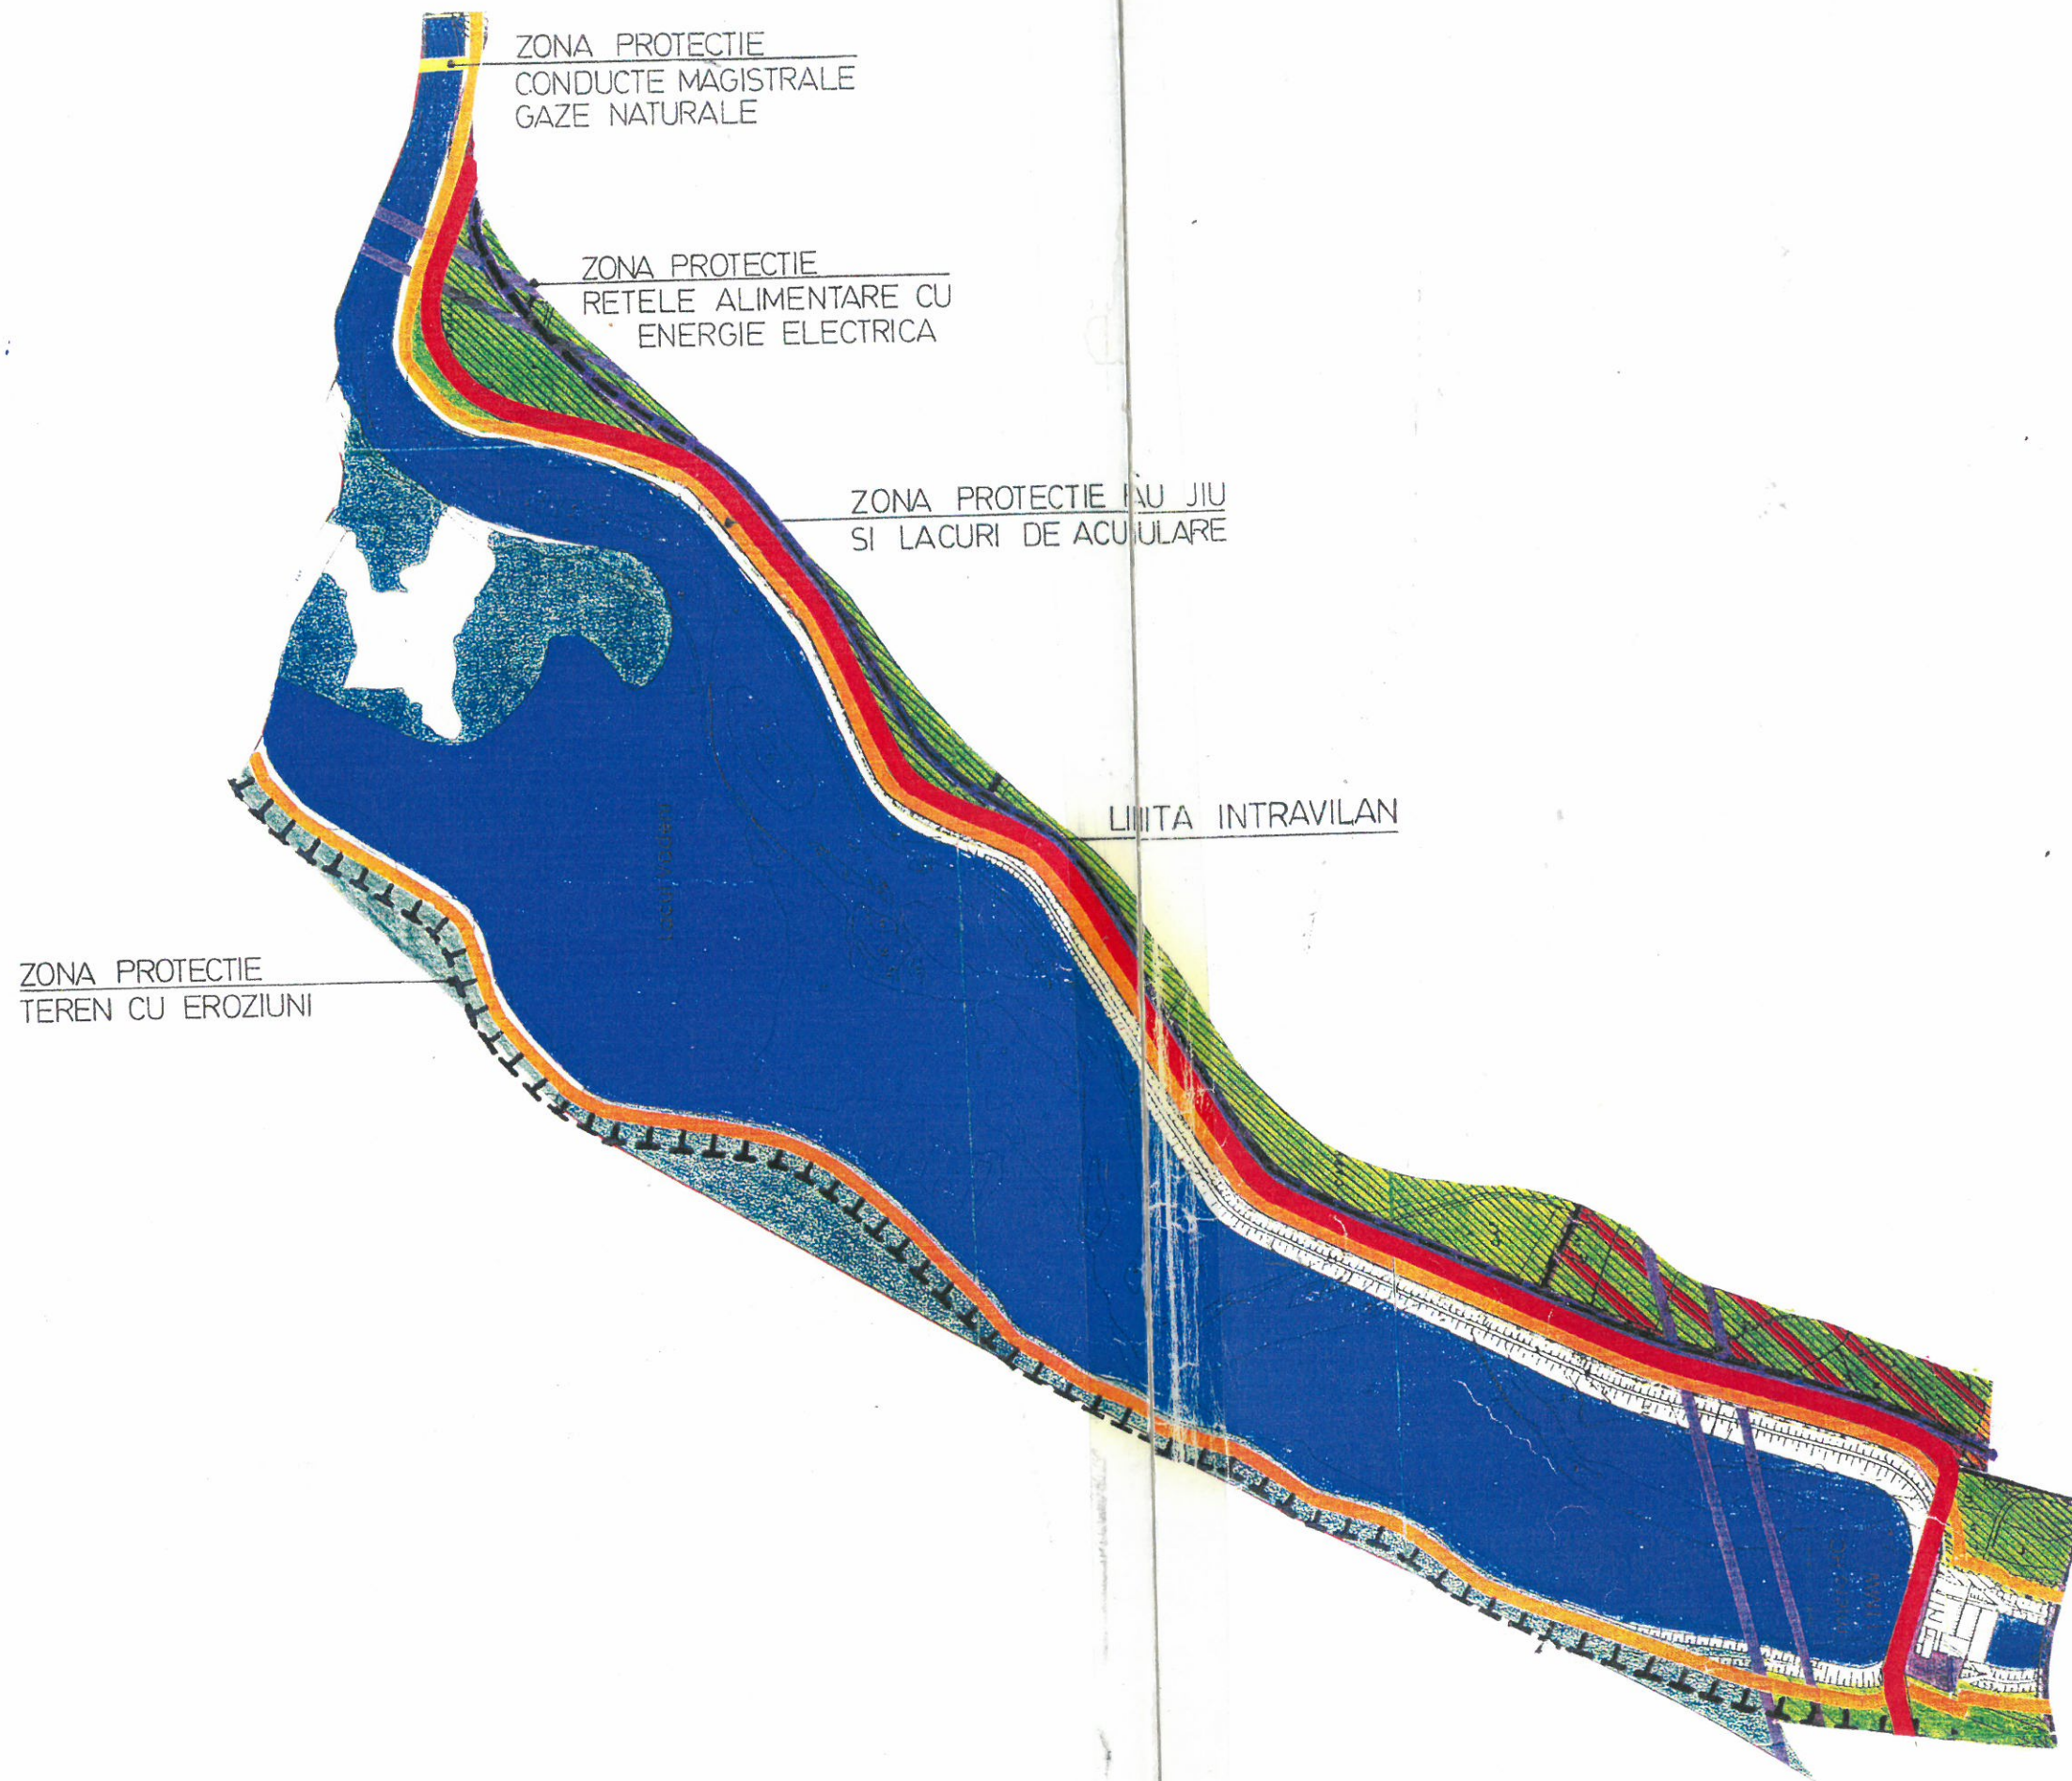 ZONA PROTECTIE
CONDUCTE MAGISTRALE
GAZE NATURALE
ZONA PROTECTIE
RETELE ALIMENTARE CU
ENERGIE ELECTRICA
ZONA PROTECTIE JIU
SI LACURI DE
INTRAVILAN
ZONA PROTECTIE
TEREN CU EROZIUNI